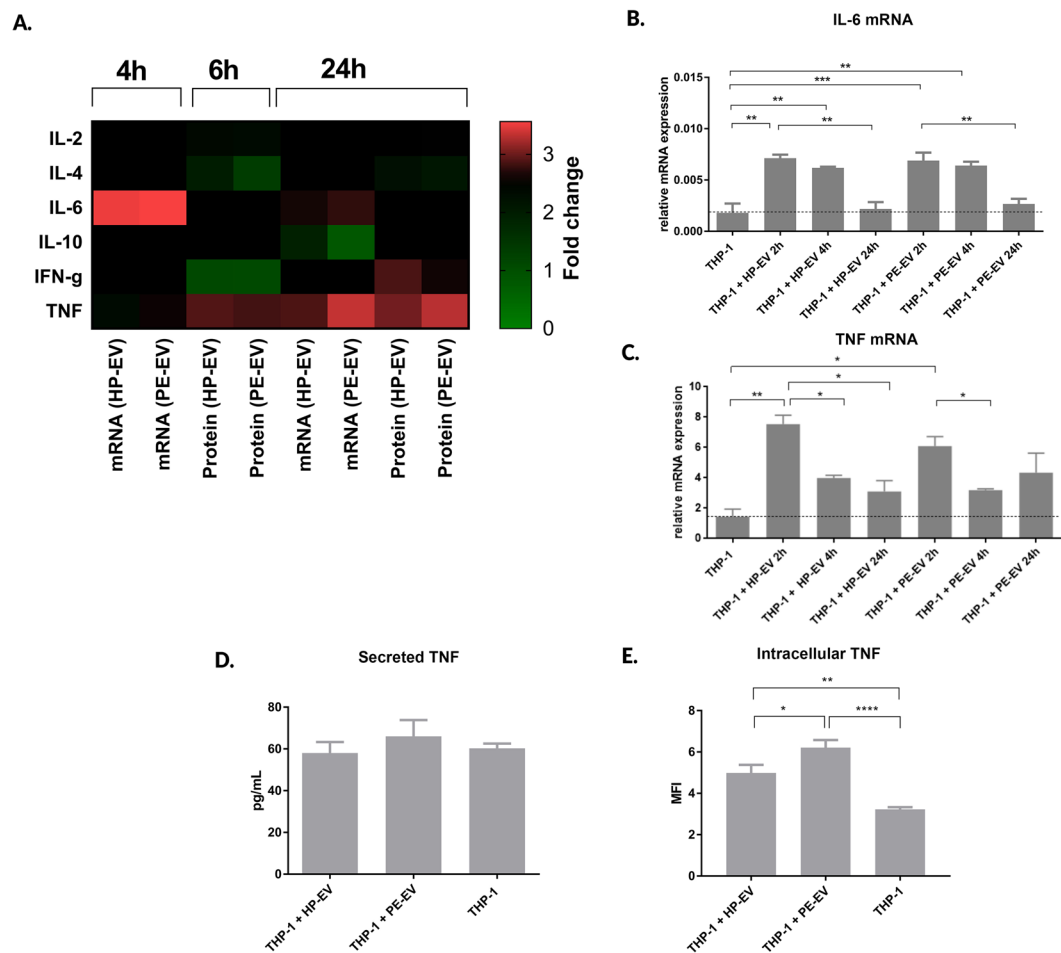 A.
4h 6h 24h
IL-2
IL-4
IL-6
IL-10
IFN-g
TNF
mRNA (HP-EV)
mRNA (PE-EV)
Protein (HP-EV)
Protein (PE-EV)
mRNA (HP-EV)
mRNA (PE-EV)
Protein (HP-EV)
Protein (PE-EV)
3
2
1
0
Fold change
B.
IL-6 mRNA
relative mRNA expression
0.015
0.010
0.005
0.000
**
***
**
** ** **
THP-1
THP-1 + HP-EV 2h
THP-1 + HP-EV 4h
THP-1 + HP-EV 24h
THP-1 + PE-EV 2h
THP-1 + PE-EV 4h
THP-1 + PE-EV 24h
C.
TNF mRNA
relative mRNA expression
10
8
6
4
2
0
*
*
** * *
THP-1
THP-1 + HP-EV 2h
THP-1 + HP-EV 4h
THP-1 + HP-EV 24h
THP-1 + PE-EV 2h
THP-1 + PE-EV 4h
THP-1 + PE-EV 24h
D.
Secreted TNF
pg/mL
80
60
40
20
0
THP-1 + HP-EV
THP-1 + PE-EV
THP-1
E.
Intracellular TNF
MFI
8
6
4
2
0
**
* ****
THP-1 + HP-EV
THP-1 + PE-EV
THP-1